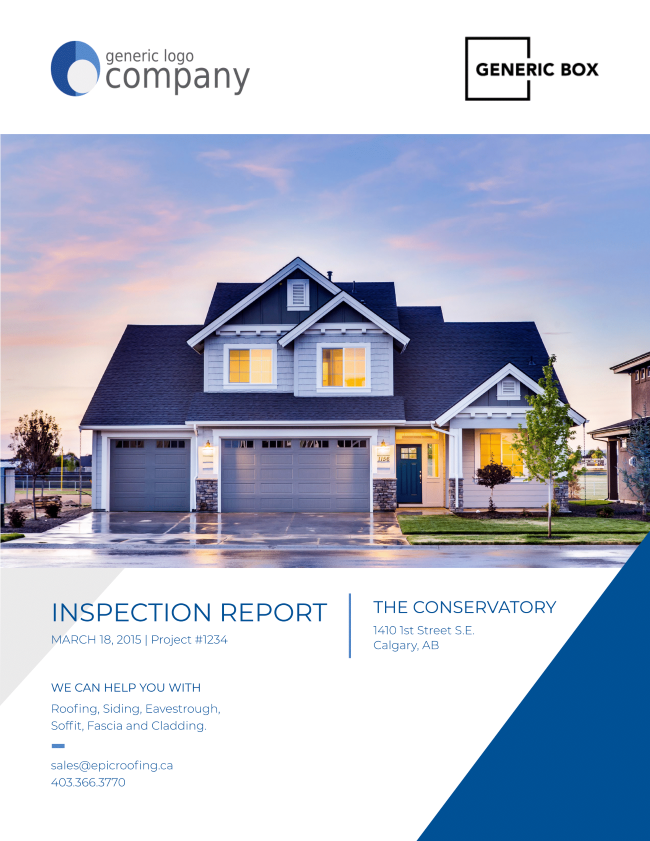 generic logo
company
GENERIC BOX
INSPECTION REPORT
MARCH 18, 2015 | Project #1234
THE CONSERVATORY
1410 1st Street S.E.
Calgary, AB
WE CAN HELP YOU WITH
Roofing, Siding, Eavestrough,
Soffit, Fascia and Cladding.
sales@epicroofing.ca
403.366.3770